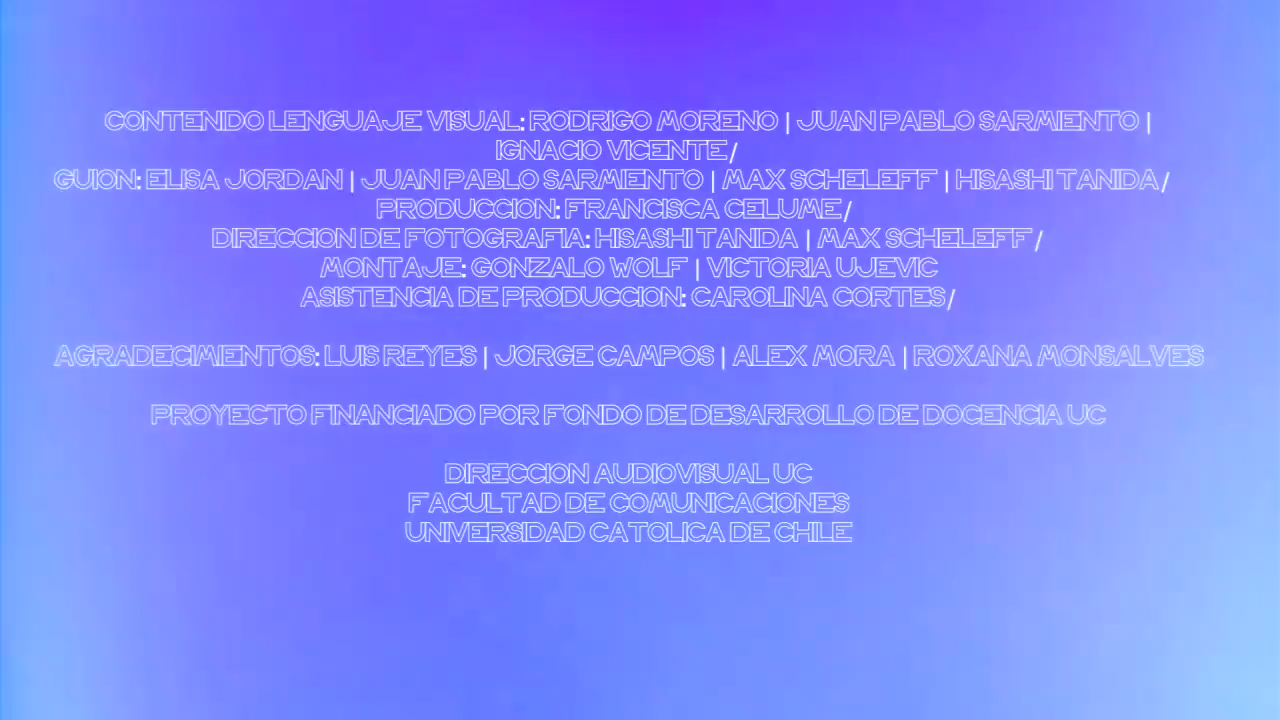 CONTENIDO LENGUAJE VISUAL: RODRIGO MORENO | JUAN PABLO SARMIENTO |
IGNACIO VICENTE/
GUION: ELISA JORDAN | JUAN PABLO SARMIENTO | MAX SCHELEFF | HISASHI TANIDA/
PRODUCCION: FRANCISCA CELUME/
DIRECCION DE FOTOGRAFIA: HISASHI TANIDA | MAX SCHELEFF/
MONTAJE: GONZALO WOLF | VICTORIA UJEVIC
ASISTENCIA DE PRODUCCION: CAROLINA CORTES/
AGRADECIMIENTOS: LUIS REYES | JORGE CAMPOS | ALEX MORA | ROXANA MONSALVES
PROYECTO FINANCIADO POR FONDO DE DESARROLLO DE DOCENCIA UC
DIRECCION AUDIOVISUAL UC
FACULTAD DE COMUNICACIONES
UNIVERSIDAD CATOLICA DE CHILE